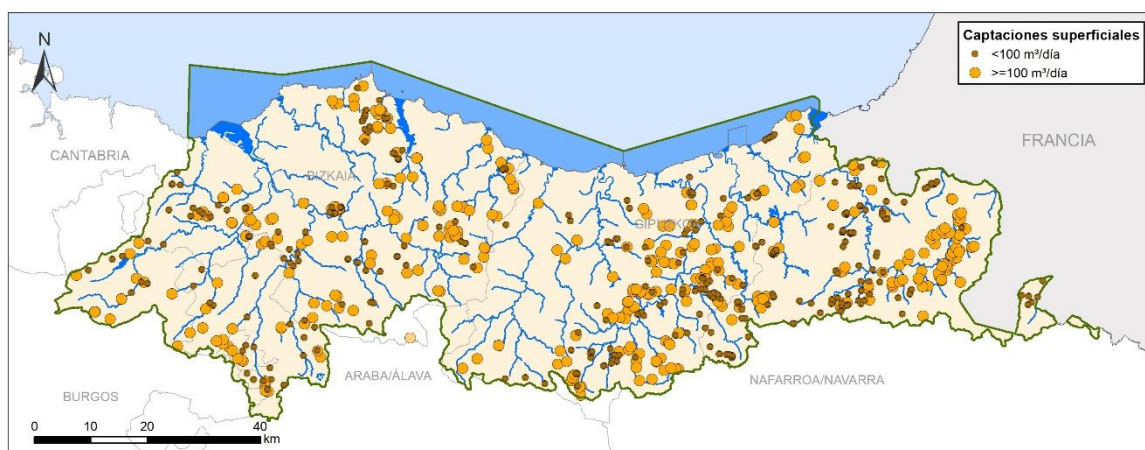 N
Captaciones superficiales
<100 m³/día
>=100 m³/día
CANTABRIA
FRANCIA
BIZKAIA
GIPUZKOA
ARABA/ÁLAVA
NAFARROA/NAVARRA
BURGOS
0 10 20 40
km